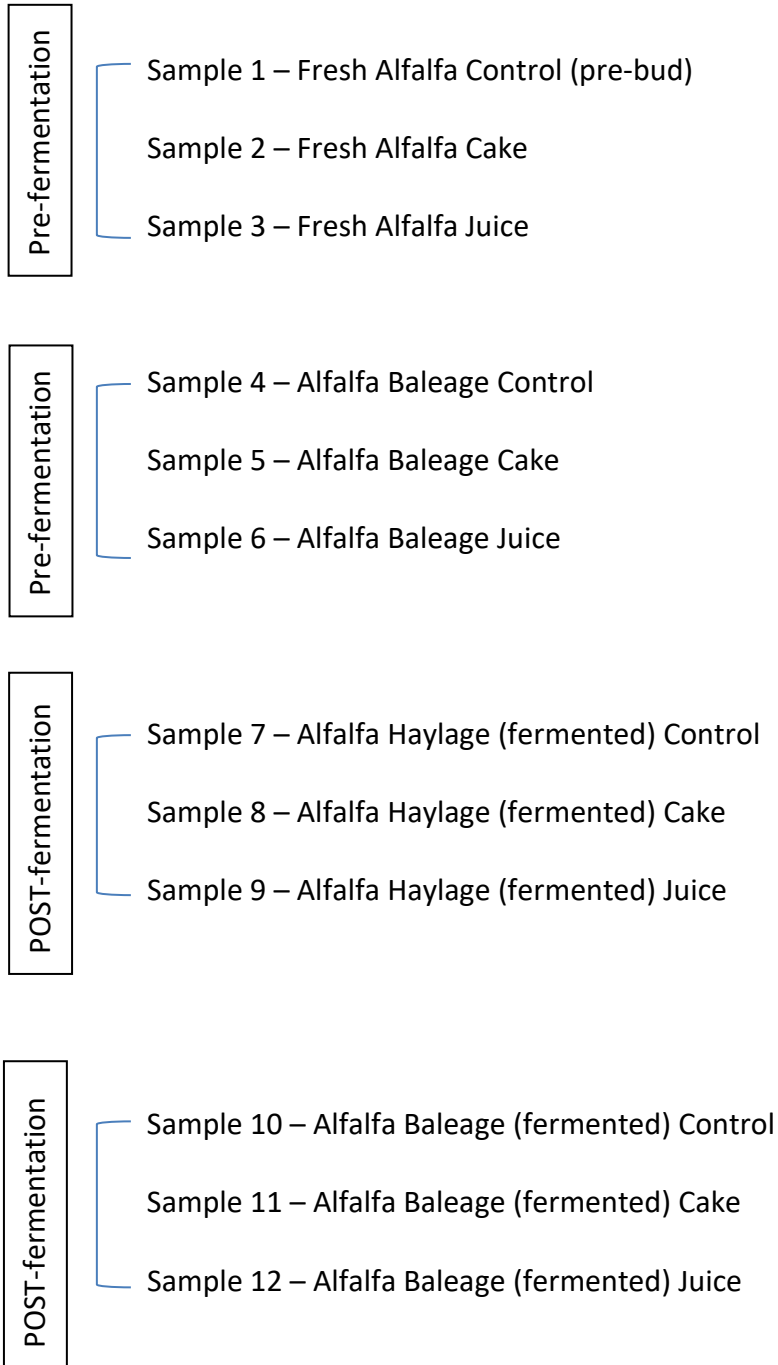 Pre-fermentation
Sample 1 – Fresh Alfalfa Control (pre-bud)
Sample 2 – Fresh Alfalfa Cake
Sample 3 – Fresh Alfalfa Juice
Pre-fermentation
Sample 4 – Alfalfa Baleage Control
Sample 5 – Alfalfa Baleage Cake
Sample 6 – Alfalfa Baleage Juice
POST-fermentation
Sample 7 – Alfalfa Haylage (fermented) Control
Sample 8 – Alfalfa Haylage (fermented) Cake
Sample 9 – Alfalfa Haylage (fermented) Juice
POST-fermentation
Sample 10 – Alfalfa Baleage (fermented) Control
Sample 11 – Alfalfa Baleage (fermented) Cake
Sample 12 – Alfalfa Baleage (fermented) Juice